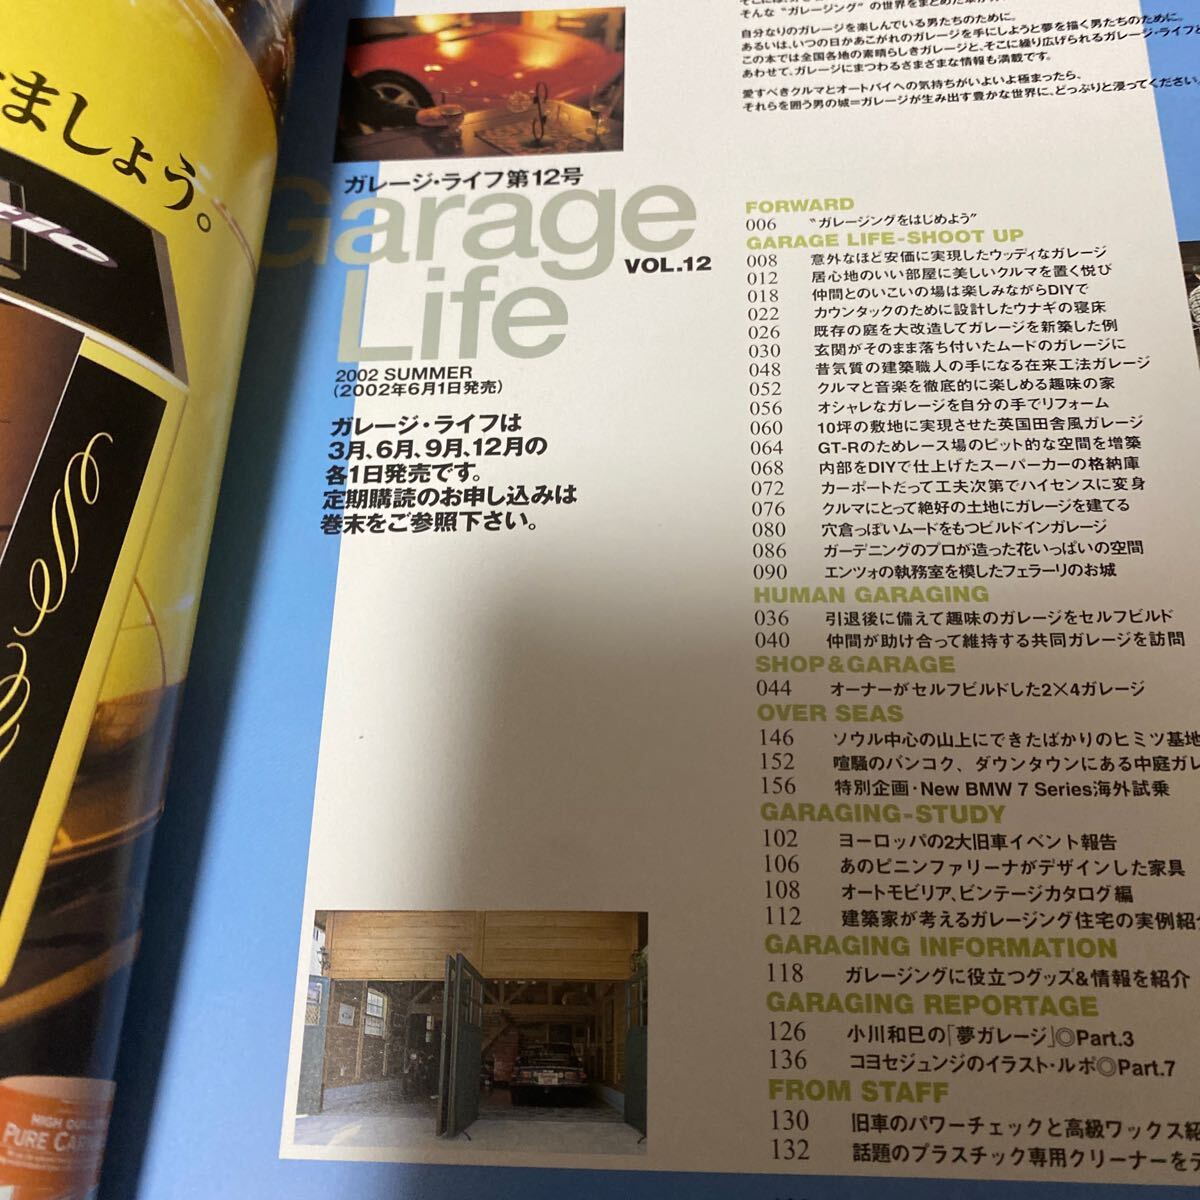 ましょう。
HIGH
PURE CAR
そんな“ガレージング”の世界をまとめた
自分なりのガレージを楽しんでいる男たちのために。
あるいは、いつの日かあこがれのガレージを手にしようと夢を描く男たちのために。
この本では全国各地の素晴らしきガレージと、そこに繰り広げられるガレージ・ライフと
あわせて、ガレージにまつわるさまざまな情報も満載です。
愛すべきクルマとオートバイへの気持ちがいよいよ極まったら、
それらを囲う男の城=ガレージが生み出す豊かな世界に、どっぷりと浸ってください。
ガレージ・ライフ第12号
Garage
Life
VOL.12
2002 SUMMER
(2002年6月1日発売)
ガレージ・ライフは
3月、6月、9月、12月の
各1日発売です。
定期購読のお申し込みは
巻末をご参照下さい。
FORWARD
006 “ガレージングをはじめよう”
GARAGE LIFE-SHOOT UP
008 意外なほど安価に実現したウッディなガレージ
012 居心地のいい部屋に美しいクルマを置く悦び
018 仲間とのいこいの場は楽しみながらDIYで
022 カウンタックのために設計したウナギの寝床
026 既存の庭を大改造してガレージを新築した例
030 玄関がそのまま落ち付いたムードのガレージに
048 昔気質の建築職人の手になる在来工法ガレージ
052 クルマと音楽を徹底的に楽しめる趣味の家
056 オシャレなガレージを自分の手でリフォーム
060 10坪の敷地に実現させた英国田舎風ガレージ
064 GT-Rのためレース場のピット的な空間を増築
068 内部をDIYで仕上げたスーパーカーの格納庫
072 カーポートだって工夫次第でハイセンスに変身
076 クルマにとって絶好の土地にガレージを建てる
080 穴倉っぽいムードをもつビルドインガレージ
086 ガーデニングのプロが造った花いっぱいの空間
090 エンツォの執務室を模したフェラーリのお城
HUMAN GARAGING
036 引退後に備えて趣味のガレージをセルフビルド
040 仲間が助け合って維持する共同ガレージを訪問
SHOP&GARAGE
044 オーナーがセルフビルドした2×4ガレージ
OVER SEAS
146 ソウル中心の山上にできたばかりのヒミツ基地
152 喧騒のバンコク、ダウンタウンにある中庭ガレ
156 特別企画・New BMW 7 Series海外試乗
GARAGING-STUDY
102 ヨーロッパの2大旧車イベント報告
106 あのピニンファリーナがデザインした家具
108 オートモビリア、ビンテージカタログ編
112 建築家が考えるガレージング住宅の実例紹介
GARAGING INFORMATION
118 ガレージングに役立つグッズ&情報を紹介
GARAGING REPORTAGE
126 小川和巳の「夢ガレージ」◎Part.3
136 コヨセジュンジのイラスト・ルポ◎Part.7
FROM STAFF
130 旧車のパワーチェックと高級ワックス紹
132 話題のプラスチック専用クリーナーをテ